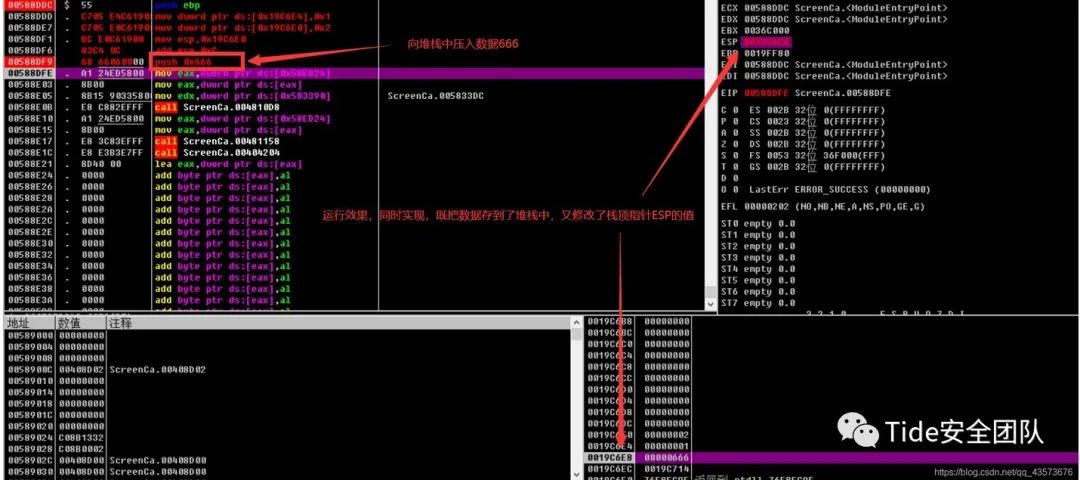 00588DDC $ 55 push ebp
00588DDD . C705 E4C61900 mov dword ptr ds:[0x19C6E4],0x1
00588DE7 . C705 E0C61900 mov dword ptr ds:[0x19C6E0],0x2
00588DF1 . BC E0C61900 mov esp,0x19C6E0
00588DF6 83C4 0C add esp,0xC
00588DF9 68 66060000 push 0x666
00588DFE . A1 24ED5800 mov eax,dword ptr ds:[0x58ED24]
00588E03 . 8B00 mov eax,dword ptr ds:[eax]
00588E05 . 8B15 90335800 mov edx,dword ptr ds:[0x583390] ScreenCa.005833DC
00588E0B . E8 C882EFFF call ScreenCa.004810D8
00588E10 . A1 24ED5800 mov eax,dword ptr ds:[0x58ED24]
00588E15 . 8B00 mov eax,dword ptr ds:[eax]
00588E17 . E8 3C83EFFF call ScreenCa.00481158
00588E1C . E8 E3B3E7FF call ScreenCa.00404204
00588E21 . 8D40 00 lea eax,dword ptr ds:[eax]
00588E24 . 0000 add byte ptr ds:[eax],al
00588E26 . 0000 add byte ptr ds:[eax],al
00588E28 . 0000 add byte ptr ds:[eax],al
00588E2A . 0000 add byte ptr ds:[eax],al
00588E2C . 0000 add byte ptr ds:[eax],al
00588E2E . 0000 add byte ptr ds:[eax],al
00588E30 . 0000 add byte ptr ds:[eax],al
00588E32 . 0000 add byte ptr ds:[eax],al
00588E34 . 0000 add byte ptr ds:[eax],al
00588E36 . 0000 add byte ptr ds:[eax],al
00588E38 . 0000 add byte ptr ds:[eax],al
00588E3A . 0000 add byte ptr ds:[eax],al
向堆栈中压入数据666
运行效果，同时实现，既把数据存到了堆栈中，又修改了栈顶指针ESP的值
ECX 00588DDC ScreenCa.<ModuleEntryPoint>
EDX 00588DDC ScreenCa.<ModuleEntryPoint>
EBX 0036C000
ESP
EBP 0019FF80
ESI 00588DDC ScreenCa.<ModuleEntryPoint>
EDI 00588DDC ScreenCa.<ModuleEntryPoint>
EIP 00588DFE ScreenCa.00588DFE
C 0 ES 002B 32位 0(FFFFFFFF)
P 0 CS 0023 32位 0(FFFFFFFF)
A 0 SS 002B 32位 0(FFFFFFFF)
Z 0 DS 002B 32位 0(FFFFFFFF)
S 0 FS 0053 32位 36F000(FFF)
T 0 GS 002B 32位 0(FFFFFFFF)
D 0
O 0 LastErr ERROR_SUCCESS (00000000)
EFL 00000202 (NO,NB,NE,A,NS,PO,GE,G)
ST0 empty 0.0
ST1 empty 0.0
ST2 empty 0.0
ST3 empty 0.0
ST4 empty 0.0
ST5 empty 0.0
ST6 empty 0.0
ST7 empty 0.0
3 2 1 0 E S P U O Z D I
地址 数值 注释
00589000 00000000
00589004 00000000
00589008 00000000
0058900C 00408D02 ScreenCa.00408D02
00589010 00000000
00589014 00000000
00589018 00000000
0058901C 00000000
00589020 00000000
00589024 C08B1332
00589028 C08B0002
0058902C 00408D00 ScreenCa.00408D00
00589030 00408D00 ScreenCa.00408D00
0019C6B8 00000000
0019C6BC 00000000
0019C6C0 00000000
0019C6C4 00000000
0019C6C8 00000000
0019C6CC 00000000
0019C6D0 00000000
0019C6D4 00000000
0019C6D8 00000000
0019C6DC 00000000
0019C6E0 00000002
0019C6E4 00000001
0019C6E8 00000666
0019C6EC 0019C714
Tide安全团队
https://blog.csdn.net/qq_43573676